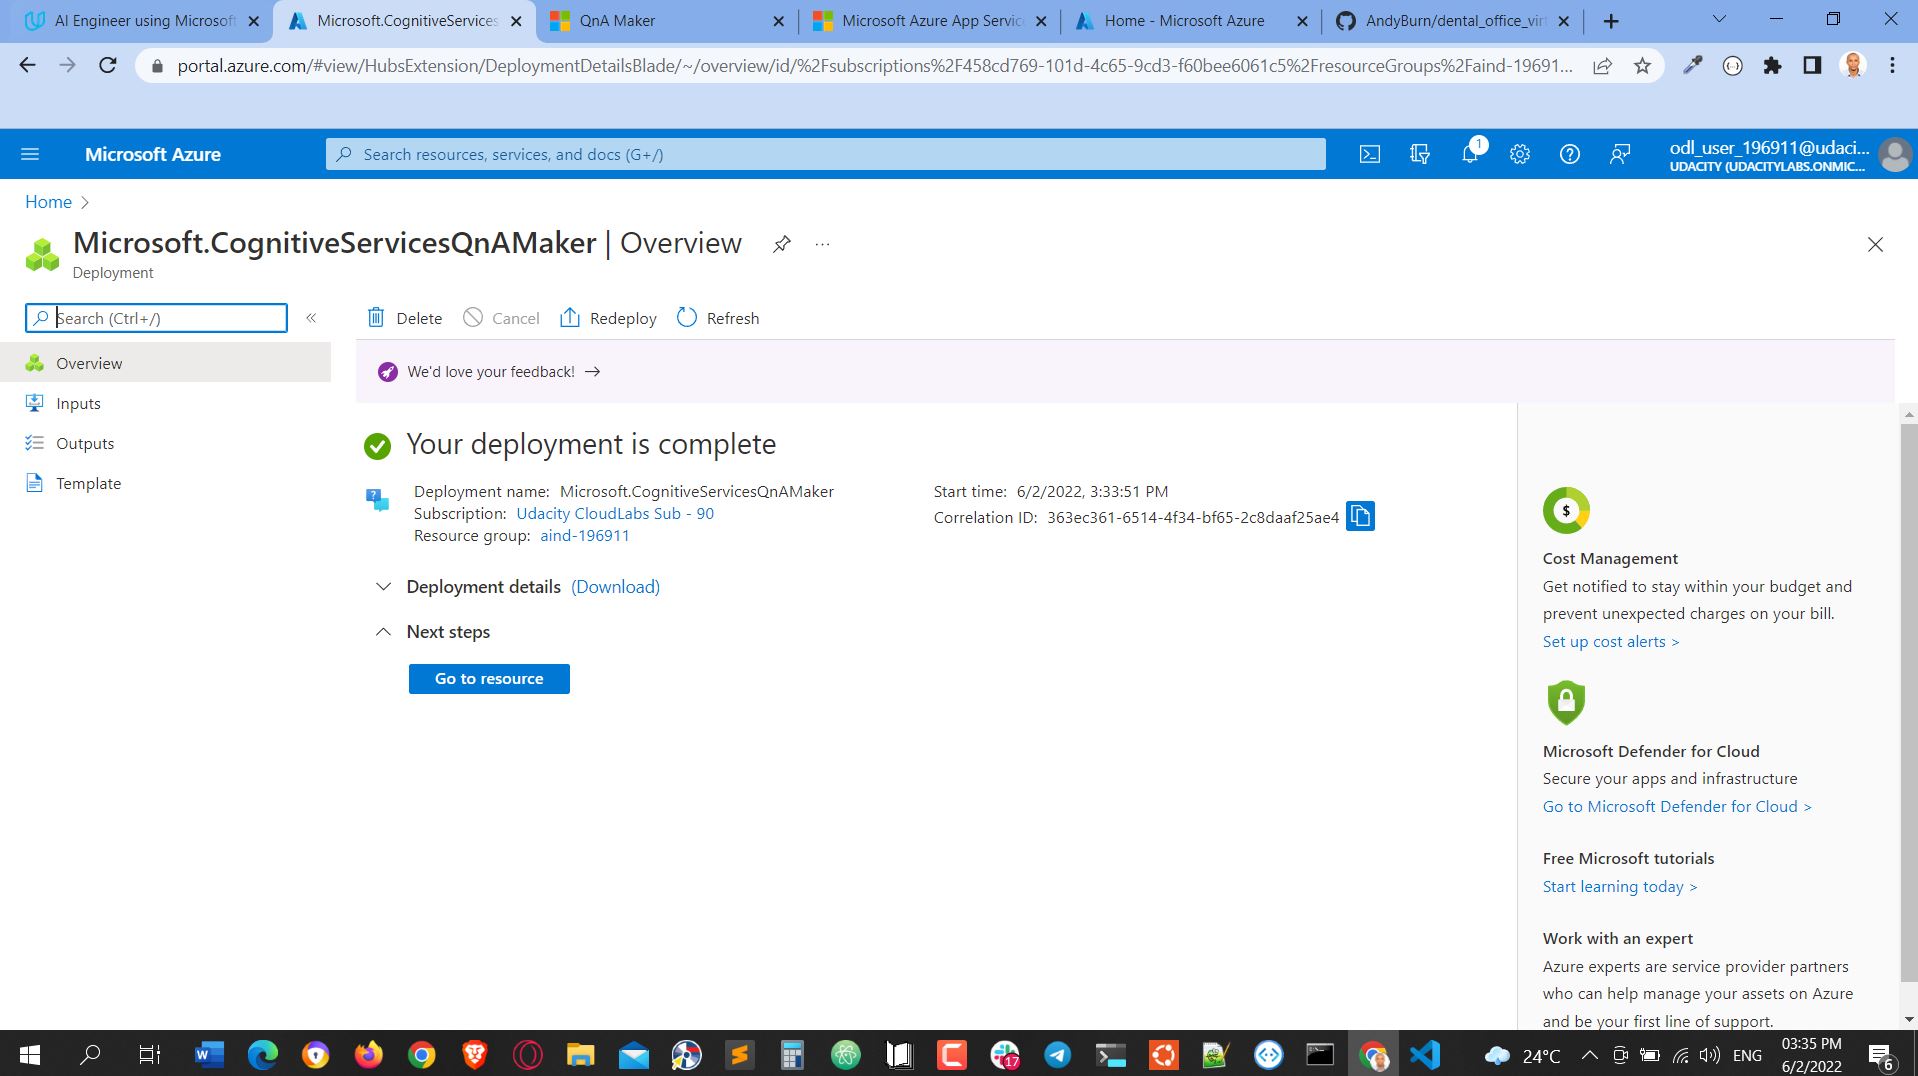 AI Engineer using Microsoft
Microsoft.CognitiveServices
QnA Maker
Microsoft Azure App Servic
Home - Microsoft Azure
AndyBurn/dental_office_virt
portal.azure.com/#view/HubsExtension/DeploymentDetailsBlade/~/overview/id/%2Fsubscriptions%2F458cd769-101d-4c65-9cd3-f60bee6061c5%2FresourceGroups%2Faind-19691...
Microsoft Azure
Search resources, services, and docs (G+/)
1
odl_user_196911@udaci...
UDACITY (UDACITYLABS.ONMIC...
Home >
Microsoft.CognitiveServicesQnAMaker | Overview
...
Deployment
Search (Ctrl+/)
«
Delete
Cancel
Redeploy
Refresh
Overview
Inputs
Outputs
Template
We'd love your feedback! →
Your deployment is complete
Deployment name: Microsoft.CognitiveServicesQnAMaker
Subscription: Udacity CloudLabs Sub - 90
Resource group: aind-196911
Start time: 6/2/2022, 3:33:51 PM
Correlation ID: 363ec361-6514-4f34-bf65-2c8daaf25ae4
Deployment details (Download)
Next steps
Go to resource
$
Cost Management
Get notified to stay within your budget and
prevent unexpected charges on your bill.
Set up cost alerts >
Microsoft Defender for Cloud
Secure your apps and infrastructure
Go to Microsoft Defender for Cloud >
Free Microsoft tutorials
Start learning today >
Work with an expert
Azure experts are service provider partners
who can help manage your assets on Azure
and be your first line of support.
17
24°C
ENG
03:35 PM
6/2/2022
6